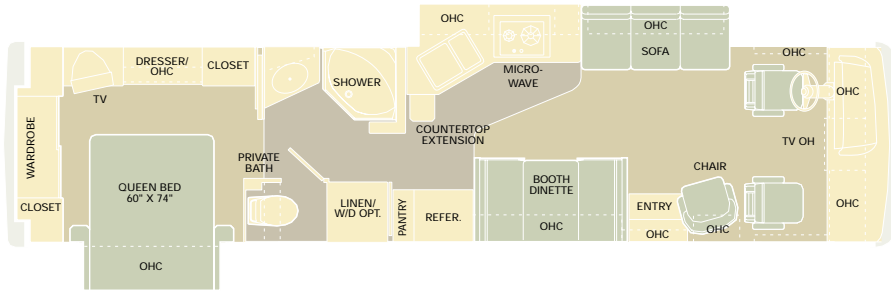 OHC
OHC
SOFA
OHC
DRESSER/
OHC
CLOSET
TV
SHOWER
MICRO-
WAVE
OHC
COUNTERTOP
EXTENSION
TV OH
WARDROBE
PRIVATE
BATH
CHAIR
QUEEN BED
60" X 74"
BOOTH
DINETTE
CLOSET
LINEN/
W/D OPT.
PANTRY
REFER.
OHC
ENTRY
OHC
OHC
OHC
OHC